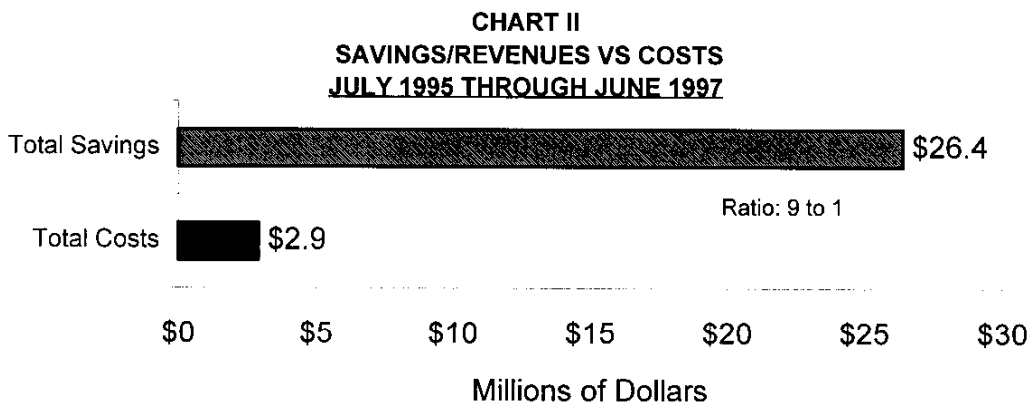 CHART II
SAVINGS/REVENUES VS COSTS
JULY 1995 THROUGH JUNE 1997
Total Savings $26.4
Ratio: 9 to 1
Total Costs $2.9
$0 $5 $10 $15 $20 $25 $30
Millions of Dollars